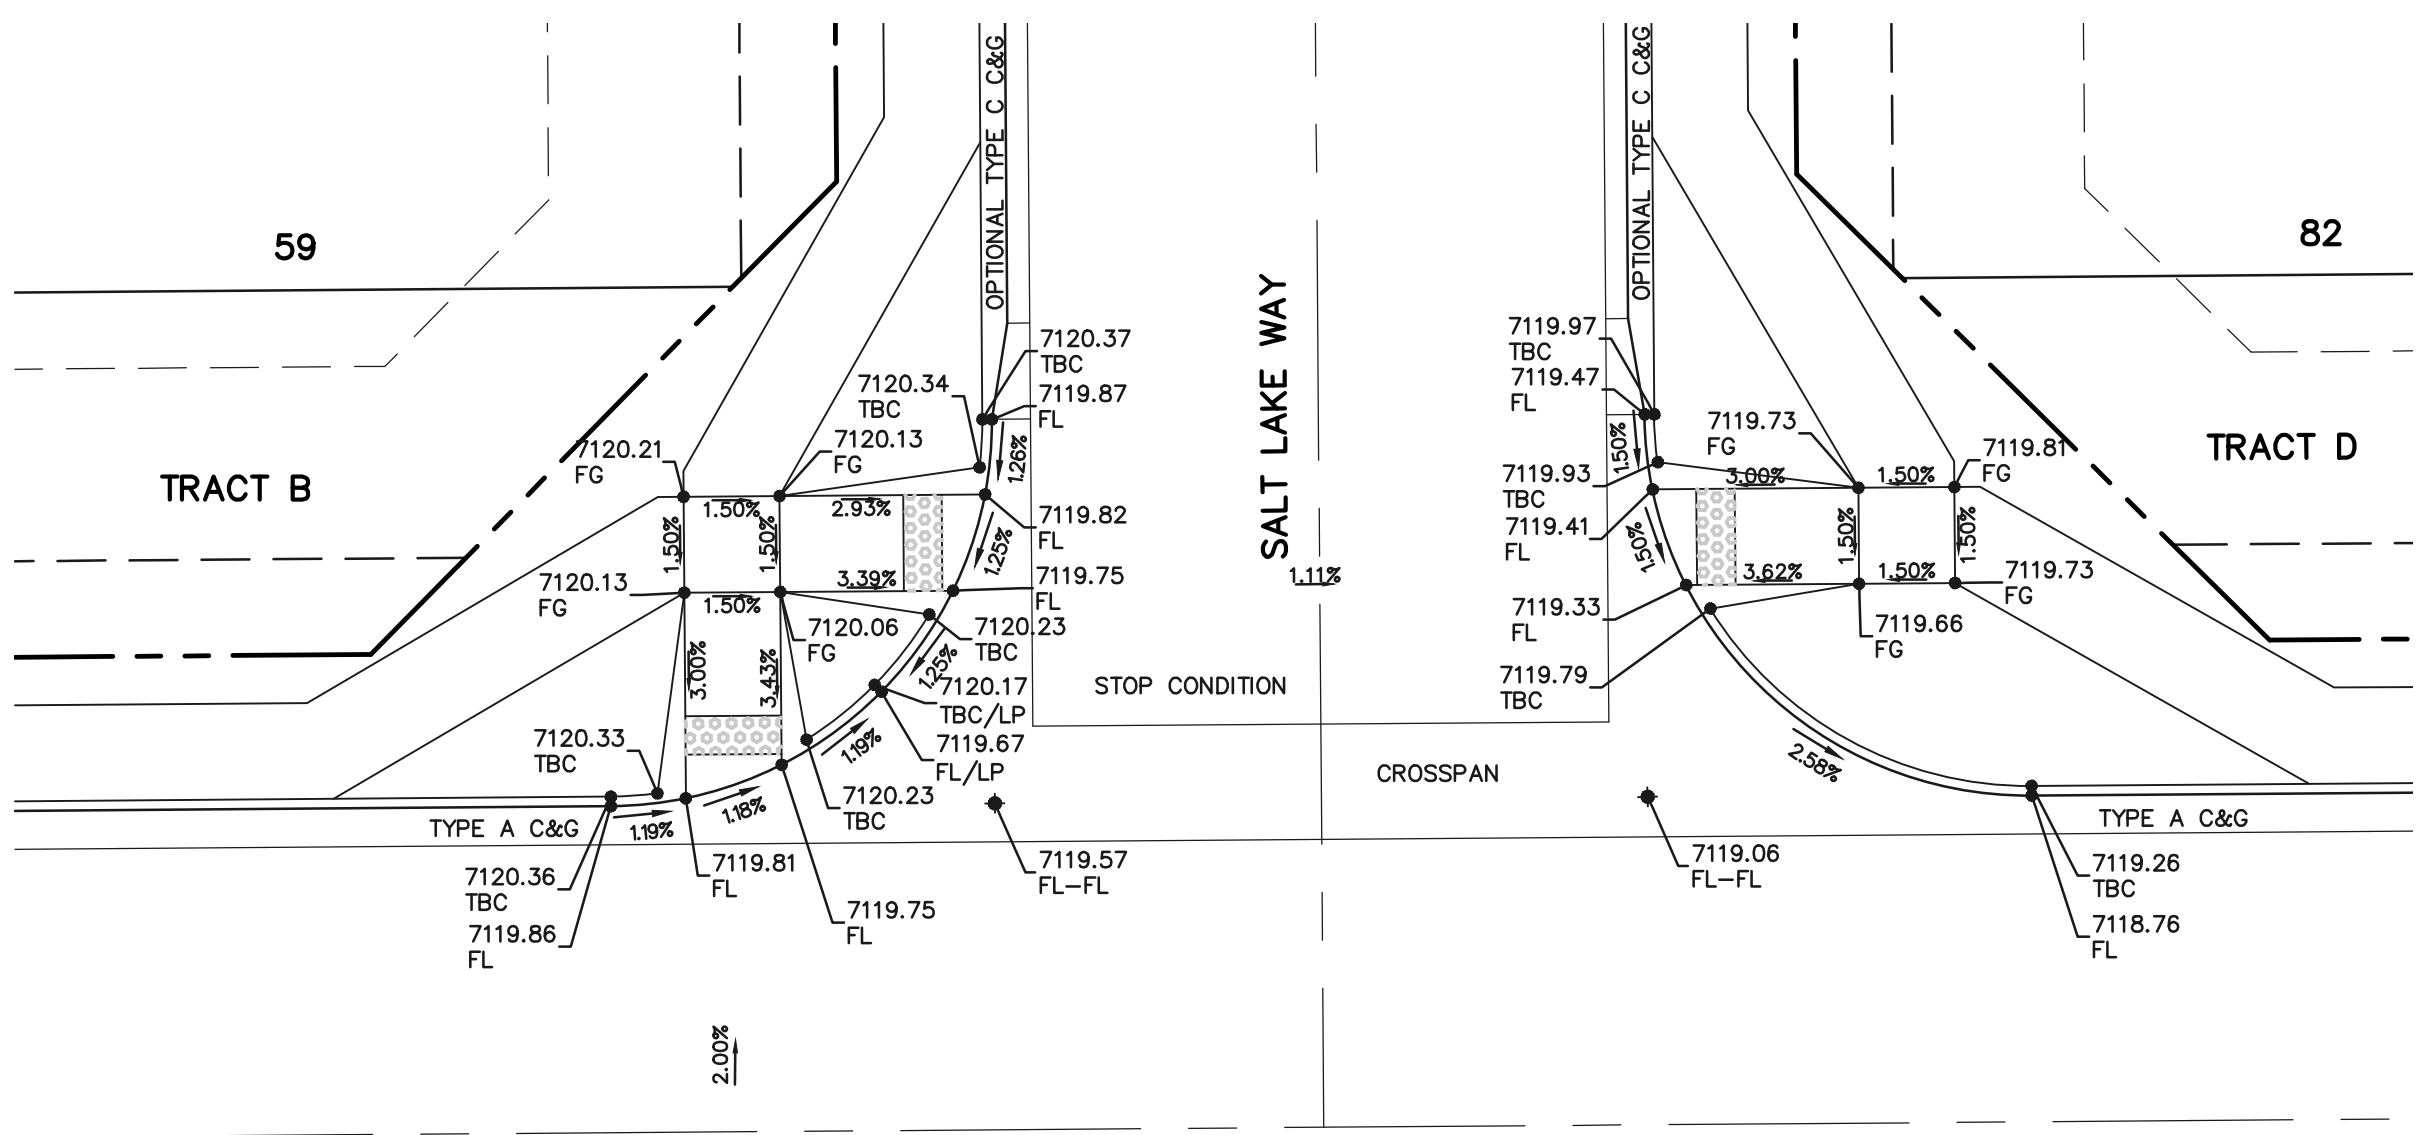 OPTIONAL TYPE C C&G
OPTIONAL TYPE C C&G
59
82
SALT LAKE WAY
7120.37
TBC
7119.97
TBC
7120.34
TBC
7119.87
FL
7119.47
FL
7120.21
FG
7120.13
FG
1.26%
1.50%
7119.73
FG
7119.81
FG
TRACT B
TRACT D
7119.93
TBC
3.00%
1.50%
1.50%
2.93%
7119.82
FL
7119.41
FL
1.50%
1.50%
1.25%
1.50%
1.50%
1.50%
7120.13
FG
3.39%
7119.75
FL
1.11%
3.62%
1.50%
7119.73
FG
1.50%
7120.06
FG
7120.23
TBC
7119.33
FL
7119.66
FG
3.00%
3.43%
1.25%
7120.17
TBC/LP
STOP CONDITION
7119.79
TBC
7120.33
TBC
1.19%
7119.67
FL/LP
CROSSPAN
2.58%
TYPE A C&G
1.19%
1.18%
7120.23
TBC
TYPE A C&G
7120.36
TBC
7119.81
FL
7119.57
FL-FL
7119.06
FL-FL
7119.26
TBC
7119.86
FL
7119.75
FL
7118.76
FL
2.00%